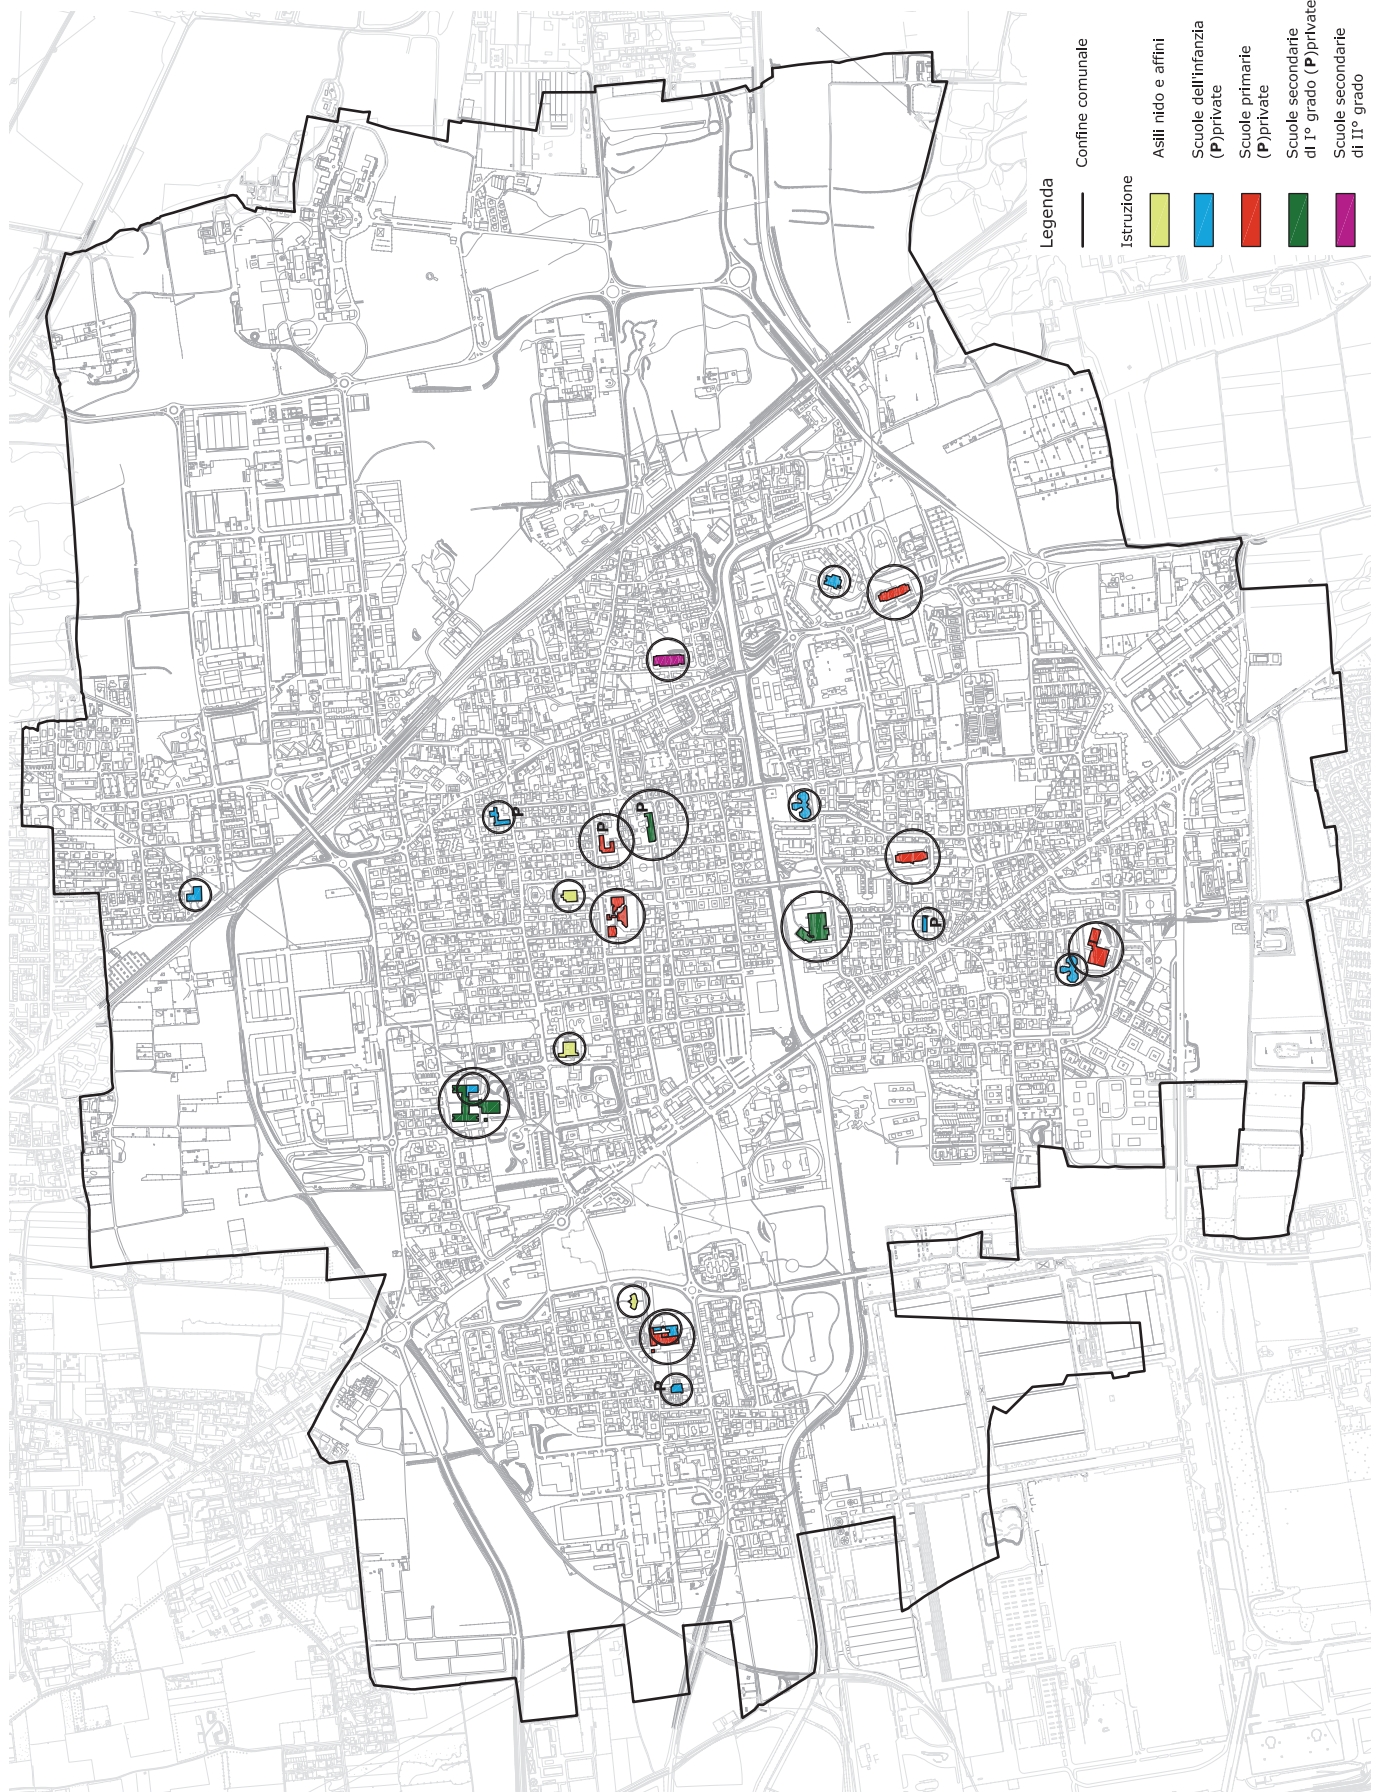 Legenda
Confine comunale
Istruzione
Asili nido e affini
Scuole dell'infanzia
(P)private
Scuole primarie
(P)private
Scuole secondarie
di I° grado (P)private
Scuole secondarie
di II° grado
P
P
P
P
P